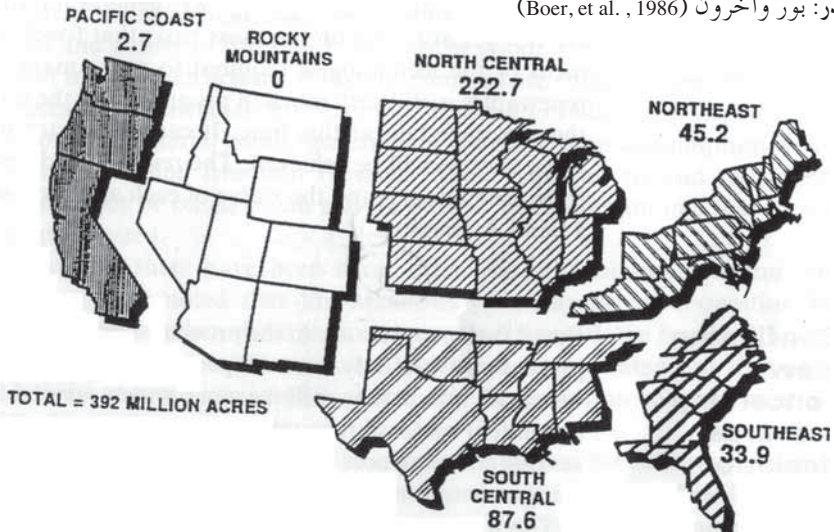 در: بور وآخرون (Boer, et al. , 1986)
PACIFIC COAST
2.7
ROCKY
MOUNTAINS
0
NORTH CENTRAL
222.7
NORTHEAST
45.2
TOTAL = 392 MILLION ACRES
SOUTHEAST
33.9
SOUTH
CENTRAL
87.6